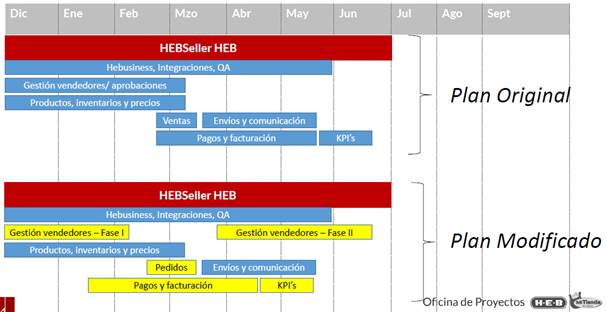 Dic Ene Feb Mzo Abr May Jun Jul Ago Sept
HEBSeller HEB
Hebusiness, Integraciones, QA
Gestión vendedores/ aprobaciones
Productos, inventarios y precios
Ventas Envíos y comunicación
Pagos y facturación KPI's
Plan Original
HEBSeller HEB
Hebusiness, Integraciones, QA
Gestión vendedores – Fase I Gestión vendedores – Fase II
Productos, inventarios y precios
Pedidos Envíos y comunicación
Pagos y facturación KPI's
Plan Modificado
Oficina de Proyectos H-E-B miTienda